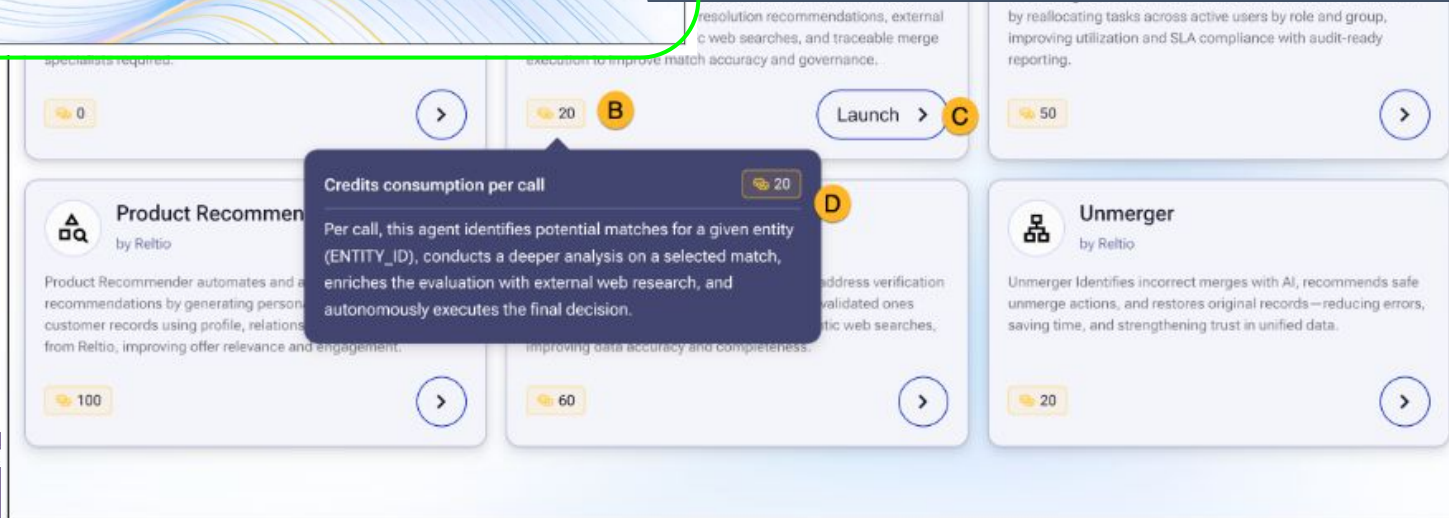 specialists required.
0
resolution recommendations, external
c web searches, and traceable merge
execution to improve match accuracy and governance.
20
B
Launch
C
by reallocating tasks across active users by role and group,
improving utilization and SLA compliance with audit-ready
reporting.
50
Credits consumption per call
20
D
Per call, this agent identifies potential matches for a given entity
(ENTITY_ID), conducts a deeper analysis on a selected match,
enriches the evaluation with external web research, and
autonomously executes the final decision.
Product Recommen
by Reltio
Product Recommender automates and a
recommendations by generating person
customer records using profile, relations
from Reltio, improving offer relevance and engagement.
100
address verification
validated ones
tic web searches,
improving data accuracy and completeness.
60
Unmerger
by Reltio
Unmerger Identifies incorrect merges with AI, recommends safe
unmerge actions, and restores original records—reducing errors,
saving time, and strengthening trust in unified data.
20